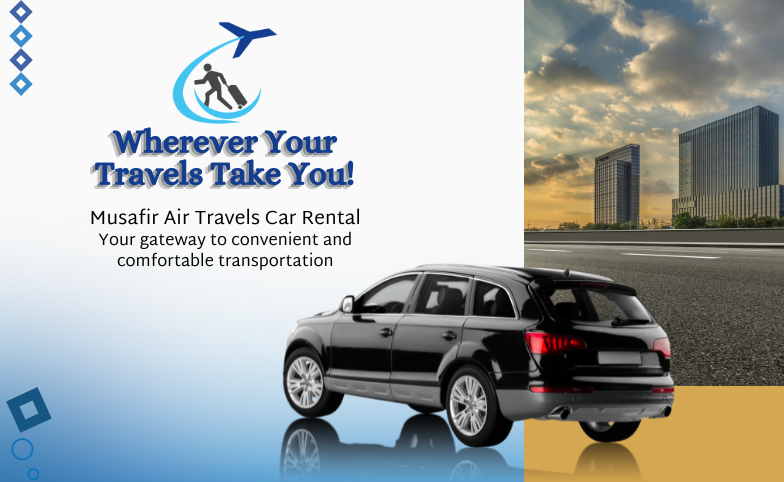 Wherever Your
Travels Take You!
Musafir Air Travels Car Rental
Your gateway to convenient and
comfortable transportation